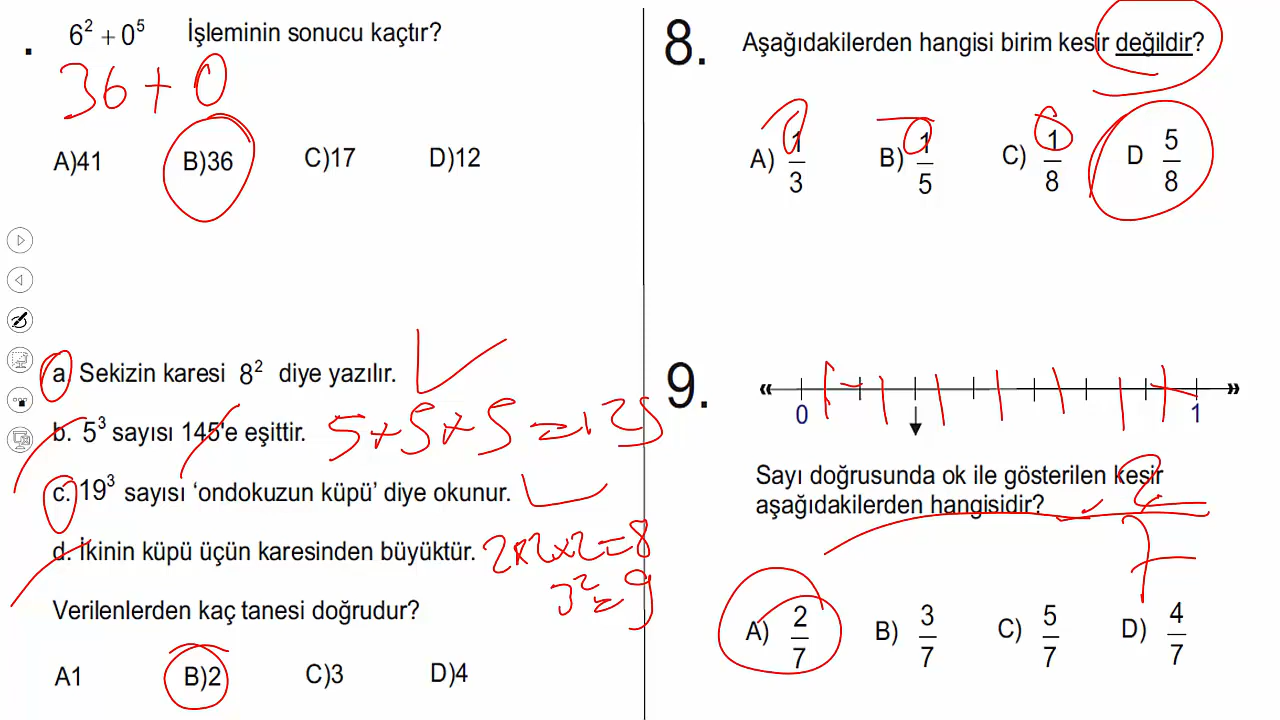 . 6² + 0⁵ İşleminin sonucu kaçtır?
36 + 0
A)41 B)36 C)17 D)12
a. Sekizin karesi 8² diye yazılır.
b. 5³ sayısı 145'e eşittir. 5 x 5 x 5 = 125
c. 19³ sayısı ‘ondokuzun küpü’ diye okunur.
d. İkinin küpü üçün karesinden büyüktür. 2x2x2=8
3² = 9
Verilenlerden kaç tanesi doğrudur?
A1 B)2 C)3 D)4
8. Aşağıdakilerden hangisi birim kesir değildir?
A) 1/3 B) 1/5 C) 1/8 D 5/8
9.
0 1
Sayı doğrusunda ok ile gösterilen kesir
aşağıdakilerden hangisidir? 2/7
A) 2/7 B) 3/7 C) 5/7 D) 4/7